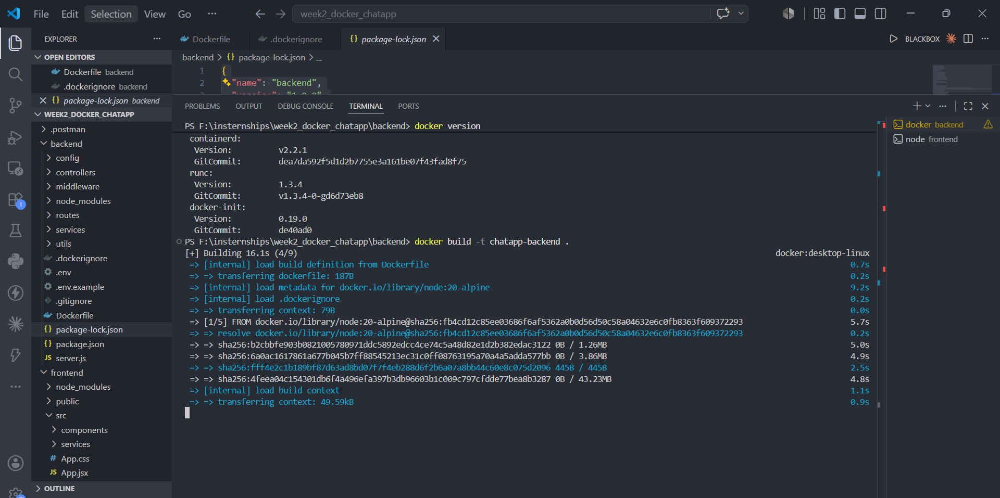 File Edit Selection View Go ··· week2_docker_chatapp
EXPLORER ···
OPEN EDITORS
Dockerfile backend
.dockerignore backend
package-lock.json backend
WEEK2_DOCKER_CHATAPP
.postman
backend
config
controllers
middleware
node_modules
routes
services
utils
.dockerignore
.env
.env.example
.gitignore
Dockerfile
package-lock.json
package.json
JS server.js
frontend
node_modules
public
src
components
services
# App.css
JS App.jsx
OUTLINE
1
Dockerfile .dockerignore {} package-lock.json
BLACKBOX
backend > {} package-lock.json > ...
1 {
2 "name": "backend",
PROBLEMS OUTPUT DEBUG CONSOLE TERMINAL PORTS
PS F:\insternships\week2_docker_chatapp\backend> docker version
containerd:
Version: v2.2.1
GitCommit: dea7da592f5d1d2b7755e3a161be07f43fad8f75
runc:
Version: 1.3.4
GitCommit: v1.3.4-0-gd6d73eb8
docker-init:
Version: 0.19.0
GitCommit: de40ad0
PS F:\insternships\week2_docker_chatapp\backend> docker build -t chatapp-backend .
[+] Building 16.1s (4/9) docker:desktop-linux
=> [internal] load build definition from Dockerfile 0.7s
=> => transferring dockerfile: 187B 0.2s
=> [internal] load metadata for docker.io/library/node:20-alpine 9.2s
=> [internal] load .dockerignore 0.2s
=> => transferring context: 79B 0.0s
=> [1/5] FROM docker.io/library/node:20-alpine@sha256:fb4cd12c85ee03686f6af5362a0b0d56d50c58a04632e6c0fb8363f609372293 5.7s
=> => resolve docker.io/library/node:20-alpine@sha256:fb4cd12c85ee03686f6af5362a0b0d56d50c58a04632e6c0fb8363f609372293 0.2s
=> => sha256:b2cbbfe903b0821005780971ddc5892edcc4ce74c5a48d82e1d2b382edac3122 0B / 1.26MB 5.0s
=> => sha256:6a0ac1617861a677b045b7ff88545213ec31c0ff08763195a70a4a5adda577bb 0B / 3.86MB 4.9s
=> => sha256:fff4e2c1b189bf87d63ad8bd07f7f4eb288d6f2b6a07a8bb44c60e8c075d2096 445B / 445B 2.5s
=> => sha256:4feea04c154301db6f4a496efa397b3db96603b1c009c797cfdde77bea8b3287 0B / 43.23MB 4.8s
=> [internal] load build context 1.1s
=> => transferring context: 49.59kB 0.9s
docker backend
node frontend